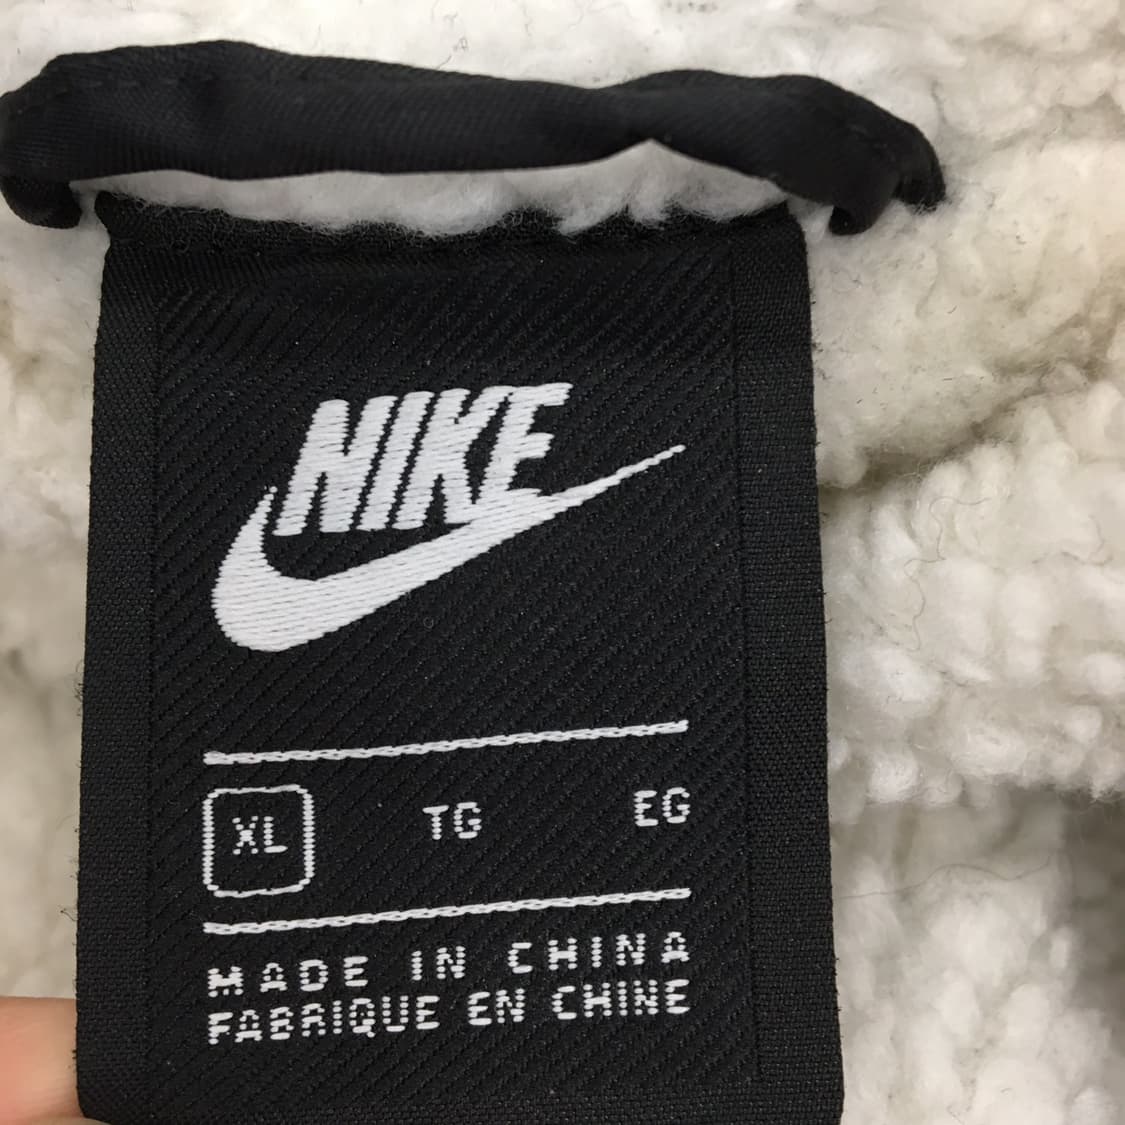 NIKE
XL TG EG
MADE IN CHINA
FABRIQUE EN CHINE